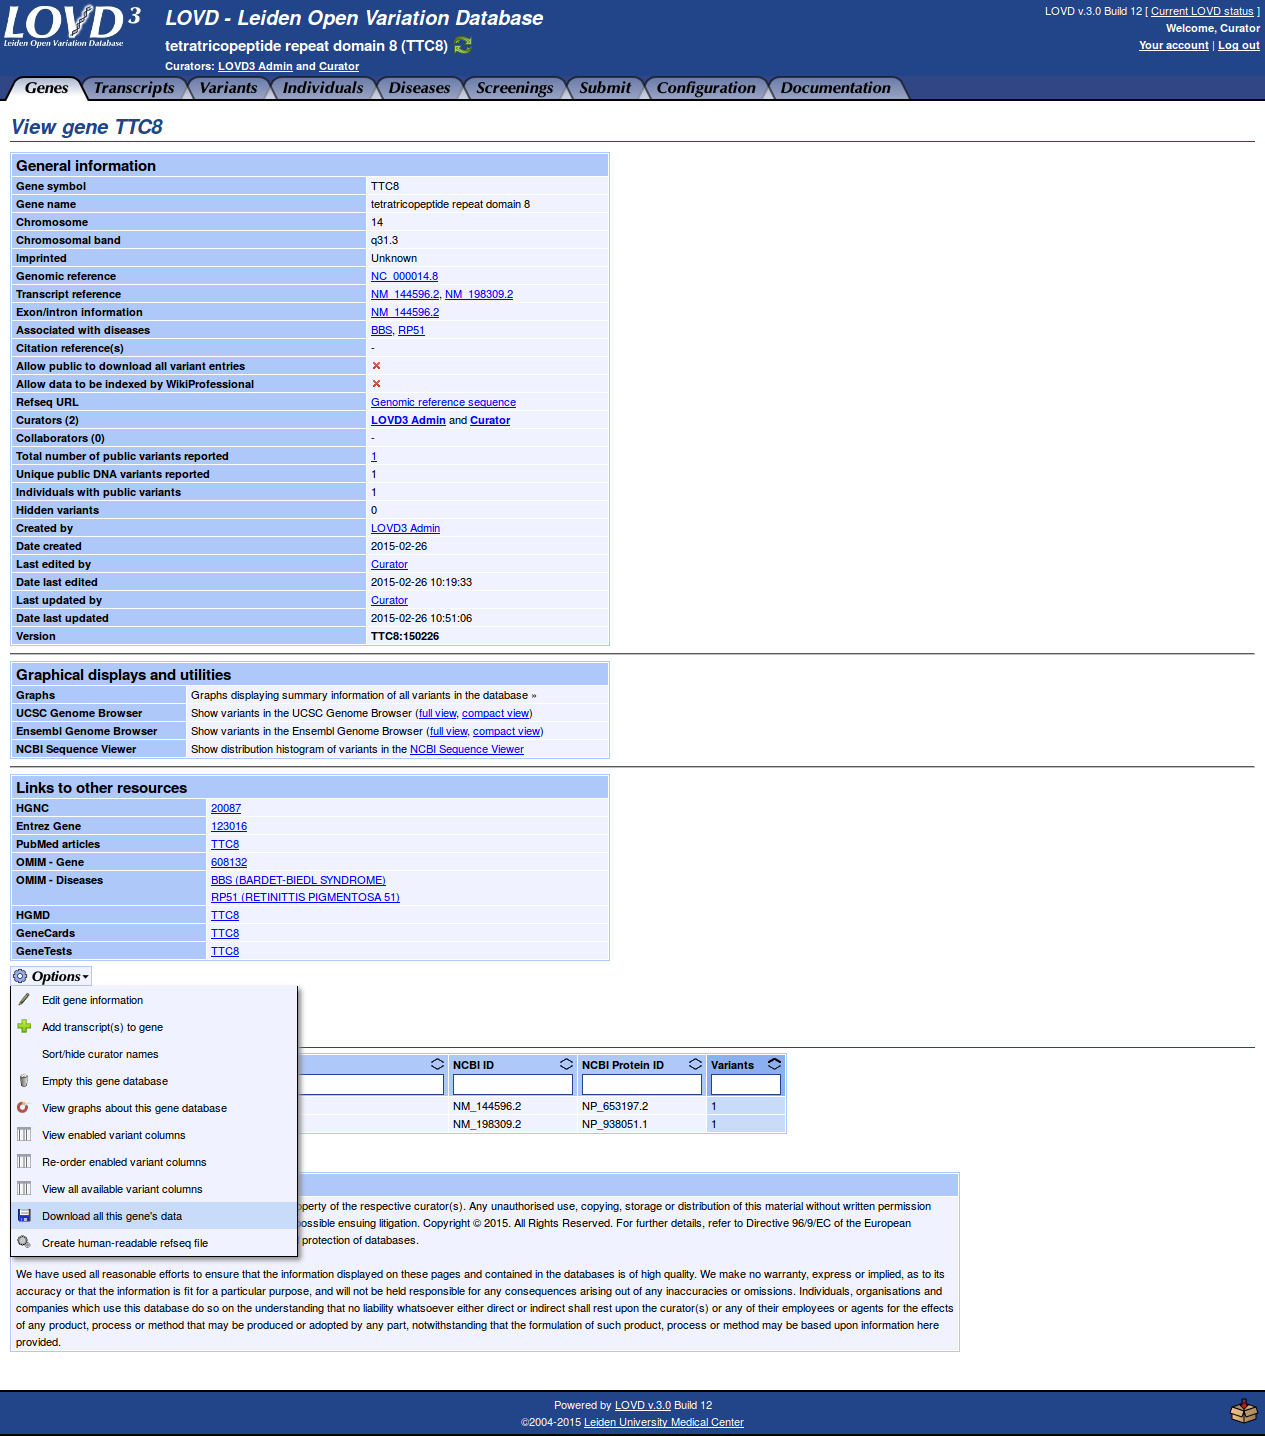 LOVD 3
Leiden Open Variation Database
LOVD - Leiden Open Variation Database
tetratricopeptide repeat domain 8 (TTC8)
Curators: LOVD3 Admin and Curator
LOVD v.3.0 Build 12 [ Current LOVD status ]
Welcome, Curator
Your account | Log out
Genes Transcripts Variants Individuals Diseases Screenings Submit Configuration Documentation
View gene TTC8
General information
Gene symbol TTC8
Gene name tetratricopeptide repeat domain 8
Chromosome 14
Chromosomal band q31.3
Imprinted Unknown
Genomic reference NC_000014.8
Transcript reference NM_144596.2, NM_198309.2
Exon/intron information NM_144596.2
Associated with diseases BBS, RP51
Citation reference(s) -
Allow public to download all variant entries
Allow data to be indexed by WikiProfessional
Refseq URL Genomic reference sequence
Curators (2) LOVD3 Admin and Curator
Collaborators (0) -
Total number of public variants reported 1
Unique public DNA variants reported 1
Individuals with public variants 1
Hidden variants 0
Created by LOVD3 Admin
Date created 2015-02-26
Last edited by Curator
Date last edited 2015-02-26 10:19:33
Last updated by Curator
Date last updated 2015-02-26 10:51:06
Version TTC8:150226
Graphical displays and utilities
Graphs Graphs displaying summary information of all variants in the database »
UCSC Genome Browser Show variants in the UCSC Genome Browser (full view, compact view)
Ensembl Genome Browser Show variants in the Ensembl Genome Browser (full view, compact view)
NCBI Sequence Viewer Show distribution histogram of variants in the NCBI Sequence Viewer
Links to other resources
HGNC 20087
Entrez Gene 123016
PubMed articles TTC8
OMIM - Gene 608132
OMIM - Diseases BBS (BARDET-BIEDL SYNDROME)
RP51 (RETINITTIS PIGMENTOSA 51)
HGMD TTC8
GeneCards TTC8
GeneTests TTC8
Options
Edit gene information
Add transcript(s) to gene
Sort/hide curator names
Empty this gene database
View graphs about this gene database
View enabled variant columns
Re-order enabled variant columns
View all available variant columns
Download all this gene's data
Create human-readable refseq file
NCBI ID NCBI Protein ID Variants
NM_144596.2 NP_653197.2 1
NM_198309.2 NP_938051.1 1
operty of the respective curator(s). Any unauthorised use, copying, storage or distribution of this material without written permission
possible ensuing litigation. Copyright © 2015. All Rights Reserved. For further details, refer to Directive 96/9/EC of the European
protection of databases.
We have used all reasonable efforts to ensure that the information displayed on these pages and contained in the databases is of high quality. We make no warranty, express or implied, as to its
accuracy or that the information is fit for a particular purpose, and will not be held responsible for any consequences arising out of any inaccuracies or omissions. Individuals, organisations and
companies which use this database do so on the understanding that no liability whatsoever either direct or indirect shall rest upon the curator(s) or any of their employees or agents for the effects
of any product, process or method that may be produced or adopted by any part, notwithstanding that the formulation of such product, process or method may be based upon information here
provided.
Powered by LOVD v.3.0 Build 12
©2004-2015 Leiden University Medical Center